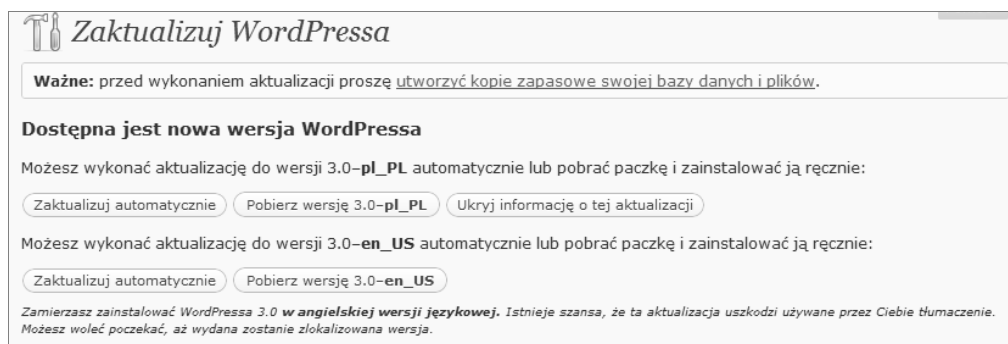 Zaktualizuj WordPressa
Ważne: przed wykonaniem aktualizacji proszę utworzyć kopie zapasowe swojej bazy danych i plików.
Dostępna jest nowa wersja WordPressa
Możesz wykonać aktualizację do wersji 3.0–pl_PL automatycznie lub pobrać paczkę i zainstalować ją ręcznie:
Zaktualizuj automatycznie Pobierz wersję 3.0–pl_PL Ukryj informację o tej aktualizacji
Możesz wykonać aktualizację do wersji 3.0–en_US automatycznie lub pobrać paczkę i zainstalować ją ręcznie:
Zaktualizuj automatycznie Pobierz wersję 3.0–en_US
Zamierzasz zainstalować WordPressa 3.0 w angielskiej wersji językowej. Istnieje szansa, że ta aktualizacja uszkodzi używane przez Ciebie tłumaczenie.
Możesz woleć poczekać, aż wydana zostanie zlokalizowana wersja.